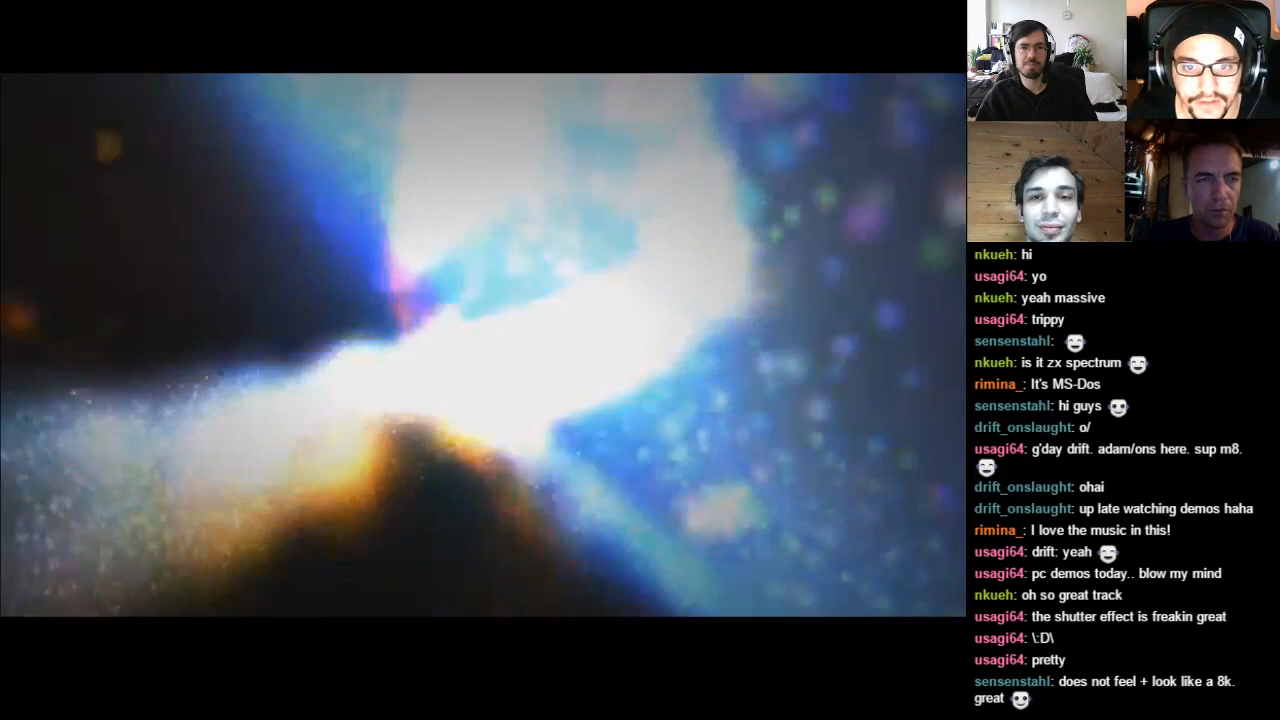 nkueh: hi
usagi64: yo
nkueh: yeah massive
usagi64: trippy
sensenstahl:
nkueh: is it zx spectrum
rimina_: It's MS-Dos
sensenstahl: hi guys
drift_onslaught: o/
usagi64: g'day drift. adam/ons here. sup m8.
drift_onslaught: ohai
drift_onslaught: up late watching demos haha
rimina_: I love the music in this!
usagi64: drift: yeah
usagi64: pc demos today.. blow my mind
nkueh: oh so great track
usagi64: the shutter effect is freakin great
usagi64: \:D\
usagi64: pretty
sensenstahl: does not feel + look like a 8k.
great